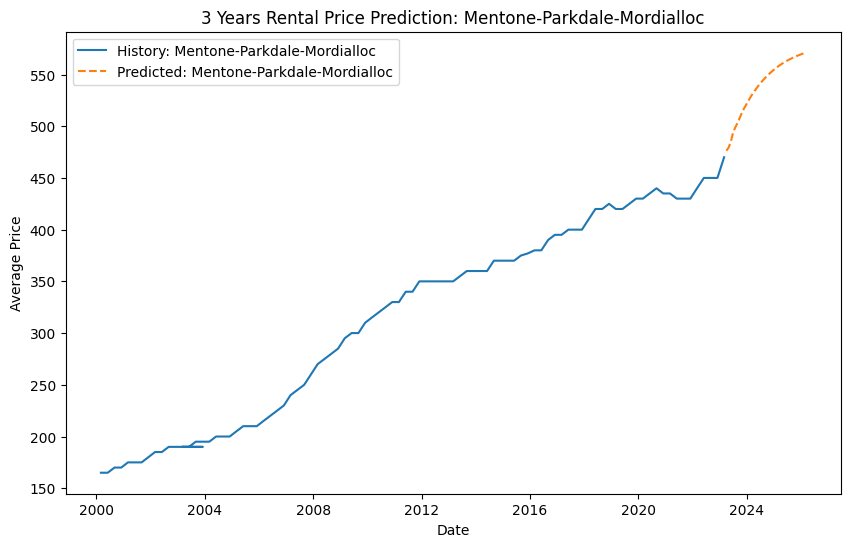 3 Years Rental Price Prediction: Mentone-Parkdale-Mordialloc
History: Mentone-Parkdale-Mordialloc
Predicted: Mentone-Parkdale-Mordialloc
550
500
450
400
350
300
250
200
150
Average Price
2000 2004 2008 2012 2016 2020 2024
Date